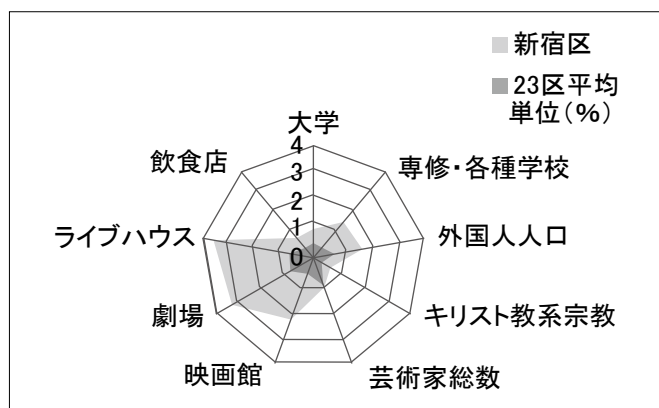 新宿区
23区平均
単位(%)
大学
4
3
2
1
0
専修・各種学校
外国人人口
キリスト教系宗教
芸術家総数
映画館
劇場
ライブハウス
飲食店